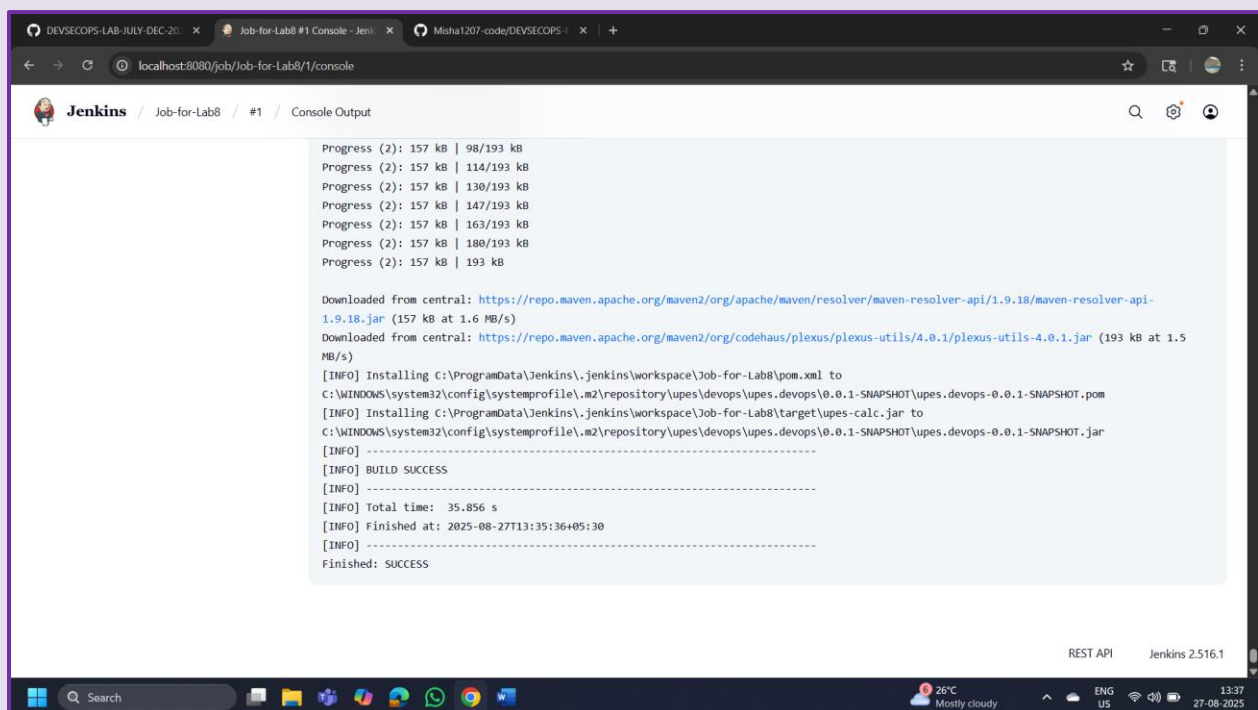 DEVSECOPS-LAB-JULY-DEC-202
Job-for-Lab8 #1 Console - Jenki
Misha1207-code/DEVSECOPS-
localhost:8080/job/Job-for-Lab8/1/console
Jenkins / Job-for-Lab8 / #1 / Console Output
Progress (2): 157 kB | 98/193 kB
Progress (2): 157 kB | 114/193 kB
Progress (2): 157 kB | 130/193 kB
Progress (2): 157 kB | 147/193 kB
Progress (2): 157 kB | 163/193 kB
Progress (2): 157 kB | 180/193 kB
Progress (2): 157 kB | 193 kB
Downloaded from central: https://repo.maven.apache.org/maven2/org/apache/maven/resolver/maven-resolver-api/1.9.18/maven-resolver-api-
1.9.18.jar (157 kB at 1.6 MB/s)
Downloaded from central: https://repo.maven.apache.org/maven2/org/codehaus/plexus/plexus-utils/4.0.1/plexus-utils-4.0.1.jar (193 kB at 1.5
MB/s)
[INFO] Installing C:\ProgramData\Jenkins\.jenkins\workspace\Job-for-Lab8\pom.xml to
C:\WINDOWS\system32\config\systemprofile\.m2\repository\upes\devops\upes.devops\0.0.1-SNAPSHOT\upes.devops-0.0.1-SNAPSHOT.pom
[INFO] Installing C:\ProgramData\Jenkins\.jenkins\workspace\Job-for-Lab8\target\upes-calc.jar to
C:\WINDOWS\system32\config\systemprofile\.m2\repository\upes\devops\upes.devops\0.0.1-SNAPSHOT\upes.devops-0.0.1-SNAPSHOT.jar
[INFO] ------------------------------------------------------------------------
[INFO] BUILD SUCCESS
[INFO] ------------------------------------------------------------------------
[INFO] Total time:  35.856 s
[INFO] Finished at: 2025-08-27T13:35:36+05:30
[INFO] ------------------------------------------------------------------------
Finished: SUCCESS
REST API
Jenkins 2.516.1
Search
6
26°C
Mostly cloudy
ENG
US
13:37
27-08-2025